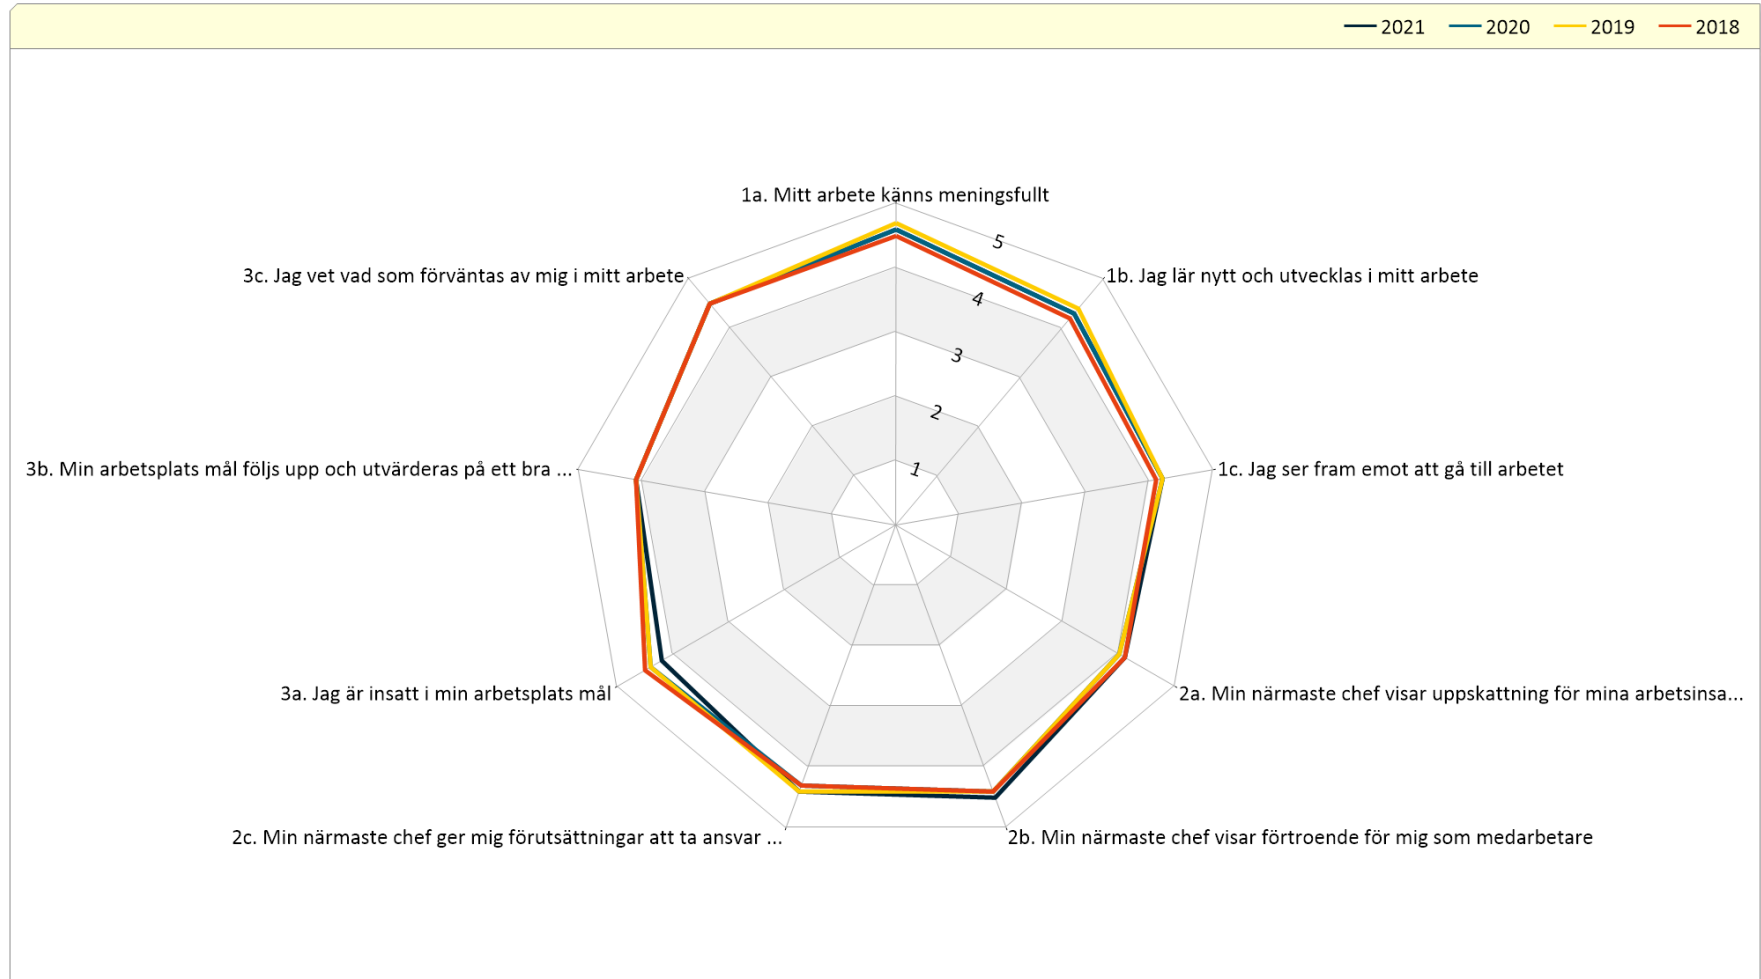 2021 2020 2019 2018
1a. Mitt arbete känns meningsfullt
5
3c. Jag vet vad som förväntas av mig i mitt arbete
1b. Jag lär nytt och utvecklas i mitt arbete
4
3
2
1
3b. Min arbetsplats mål följs upp och utvärderas på ett bra ...
1c. Jag ser fram emot att gå till arbetet
3a. Jag är insatt i min arbetsplats mål
2a. Min närmaste chef visar uppskattning för mina arbetsinsa...
2c. Min närmaste chef ger mig förutsättningar att ta ansvar ...
2b. Min närmaste chef visar förtroende för mig som medarbetare